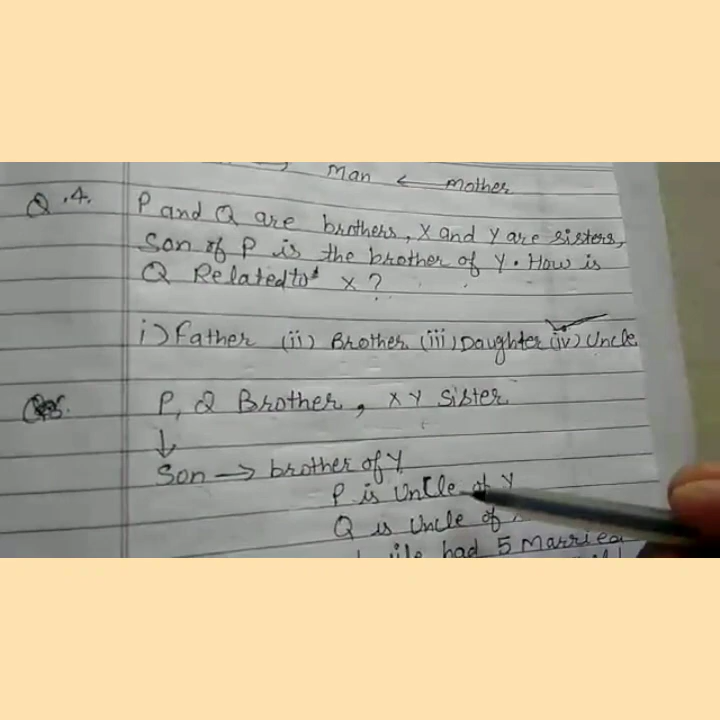 Man ← Mother
Q.4. P and Q are brothers, X and Y are sisters,
Son of P is the brother of Y. How is
Q Related to X?
i) Father (ii) Brother (iii) Daughter (iv) Uncle
P, Q Brother, X Y Sister
↓
Son → brother of Y
P is Uncle of Y
Q is Uncle of
had 5 Married